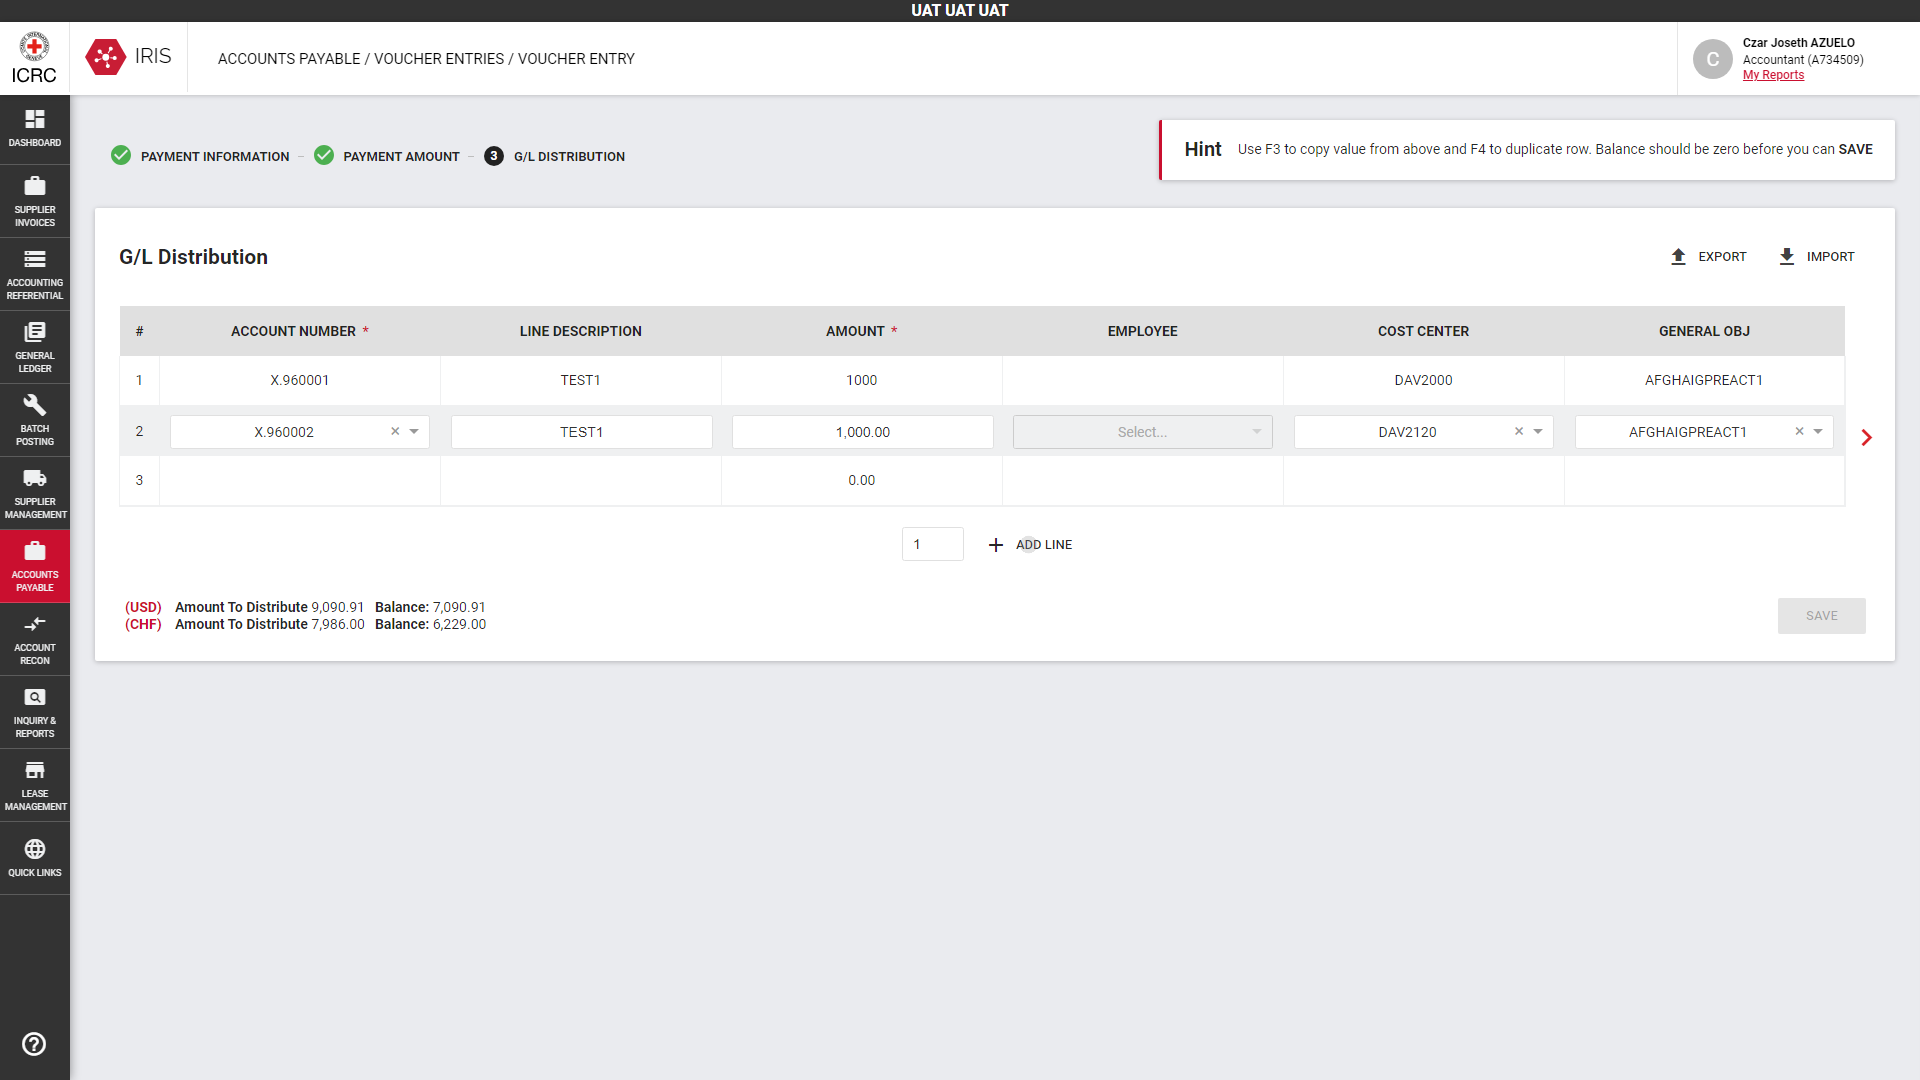 UAT UAT UAT
ICRC
IRIS
ACCOUNTS PAYABLE / VOUCHER ENTRIES / VOUCHER ENTRY
C
Czar Joseth AZUELO
Accountant (A734509)
My Reports
DASHBOARD
SUPPLIER
INVOICES
ACCOUNTING
REFERENTIAL
GENERAL
LEDGER
BATCH
POSTING
SUPPLIER
MANAGEMENT
ACCOUNTS
PAYABLE
ACCOUNT
RECON
INQUIRY &
REPORTS
LEASE
MANAGEMENT
QUICK LINKS
PAYMENT INFORMATION
PAYMENT AMOUNT
3 G/L DISTRIBUTION
Hint Use F3 to copy value from above and F4 to duplicate row. Balance should be zero before you can SAVE
G/L Distribution
EXPORT
IMPORT
# ACCOUNT NUMBER * LINE DESCRIPTION AMOUNT * EMPLOYEE COST CENTER GENERAL OBJ
1 X.960001 TEST1 1000 DAV2000 AFGHAIGPREACT1
2 X.960002 TEST1 1,000.00 Select... DAV2120 AFGHAIGPREACT1
3 0.00
1 ADD LINE
(USD) Amount To Distribute 9,090.91 Balance: 7,090.91
(CHF) Amount To Distribute 7,986.00 Balance: 6,229.00
SAVE